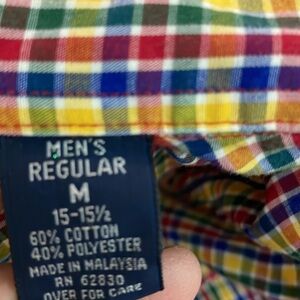 MEN'S
REGULAR
M
15-15½
60% COTTON
40% POLYESTER
MADE IN MALAYSIA
RN 62830
OVER FOR CARE